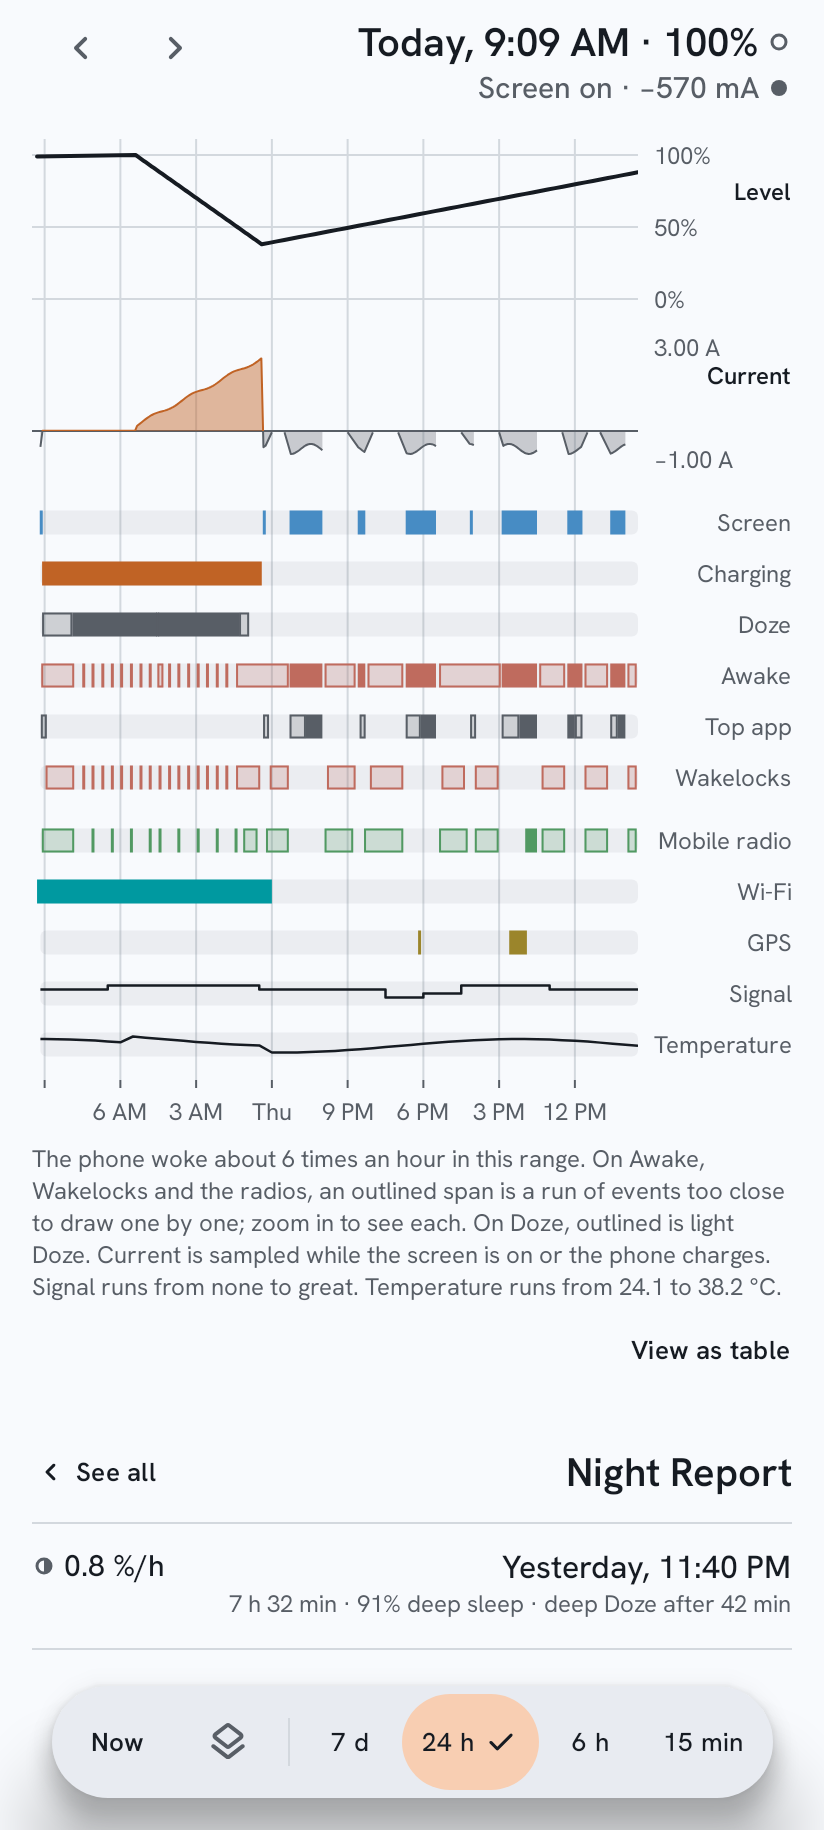 Today, 9:09 AM · 100%
Screen on · −570 mA
100%
Level
50%
0%
3.00 A
Current
−1.00 A
Screen
Charging
Doze
Awake
Top app
Wakelocks
Mobile radio
Wi-Fi
GPS
Signal
Temperature
6 AM 3 AM Thu 9 PM 6 PM 3 PM 12 PM
The phone woke about 6 times an hour in this range. On Awake,
Wakelocks and the radios, an outlined span is a run of events too close
to draw one by one; zoom in to see each. On Doze, outlined is light
Doze. Current is sampled while the screen is on or the phone charges.
Signal runs from none to great. Temperature runs from 24.1 to 38.2 °C.
View as table
See all
Night Report
0.8 %/h
Yesterday, 11:40 PM
7 h 32 min · 91% deep sleep · deep Doze after 42 min
Now 7 d 24 h 6 h 15 min